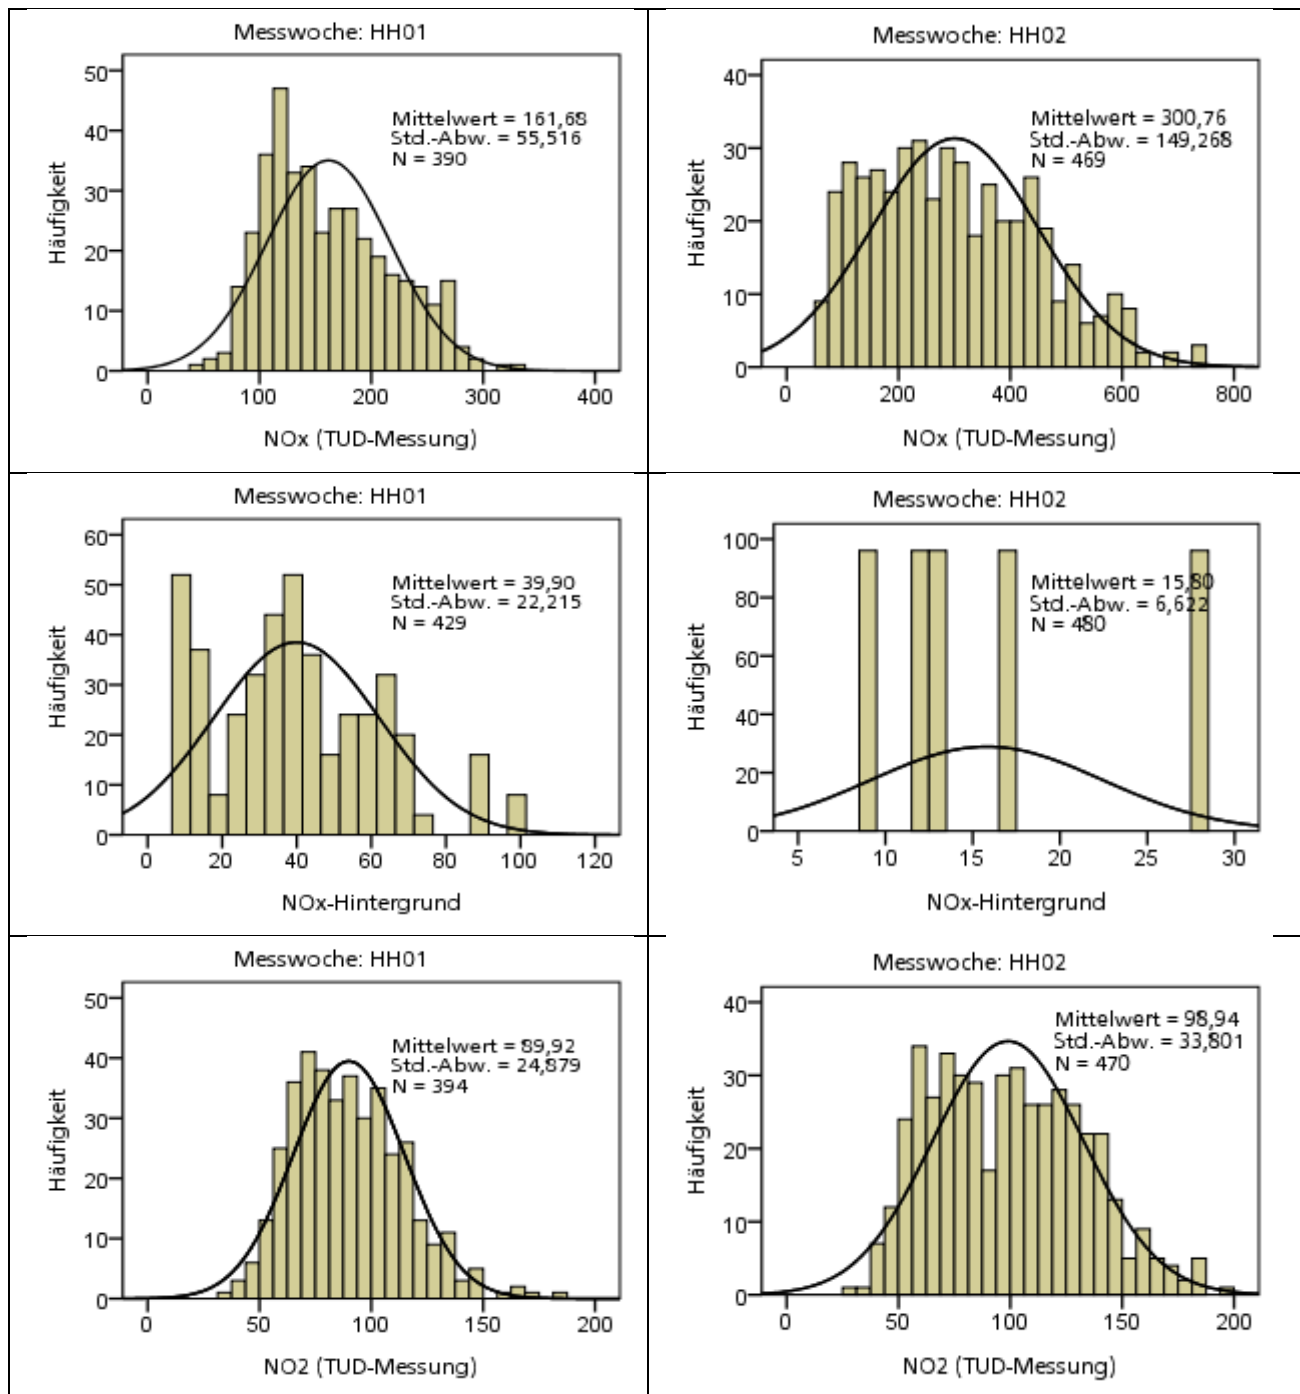 Messwoche: HH01
50
40
30
20
10
0
Häufigkeit
Mittelwert = 161,68
Std.-Abw. = 55,516
N = 390
0 100 200 300 400
NOx (TUD-Messung)
Messwoche: HH02
40
30
20
10
0
Häufigkeit
Mittelwert = 300,76
Std.-Abw. = 149,268
N = 469
0 200 400 600 800
NOx (TUD-Messung)
Messwoche: HH01
60
50
40
30
20
10
0
Häufigkeit
Mittelwert = 39,90
Std.-Abw. = 22,215
N = 429
0 20 40 60 80 100 120
NOx-Hintergrund
Messwoche: HH02
100
80
60
40
20
0
Häufigkeit
Mittelwert = 15,80
Std.-Abw. = 6,622
N = 480
5 10 15 20 25 30
NOx-Hintergrund
Messwoche: HH01
50
40
30
20
10
0
Häufigkeit
Mittelwert = 89,92
Std.-Abw. = 24,879
N = 394
0 50 100 150 200
NO2 (TUD-Messung)
Messwoche: HH02
40
30
20
10
0
Häufigkeit
Mittelwert = 98,94
Std.-Abw. = 33,801
N = 470
0 50 100 150 200
NO2 (TUD-Messung)